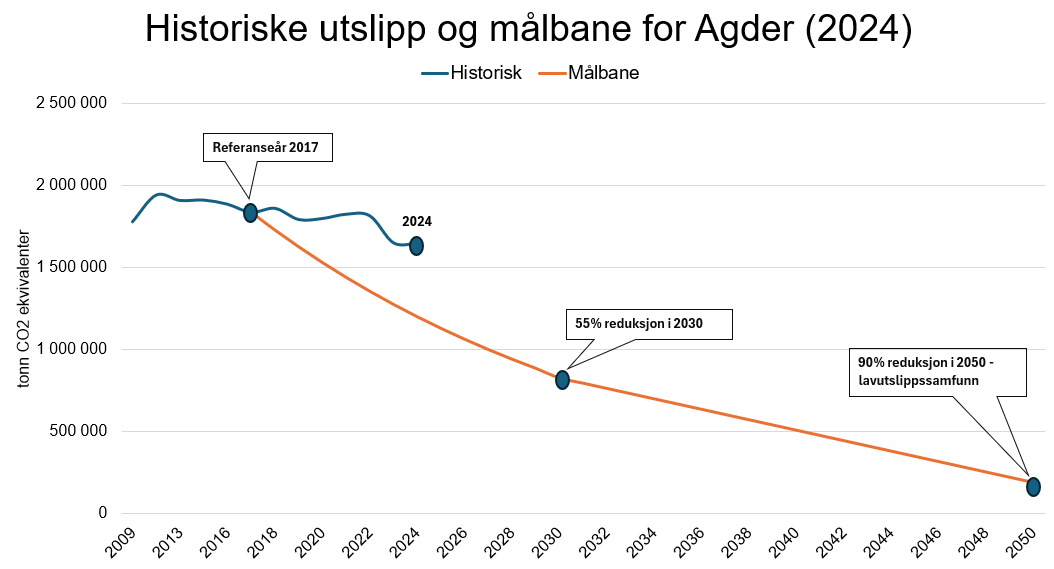 Historiske utslipp og målbane for Agder (2024)
Historisk
Målbane
tonn CO2 ekvivalenter
2 500 000
2 000 000
1 500 000
1 000 000
500 000
0
Referanseår 2017
2024
55% reduksjon i 2030
90% reduksjon i 2050 -
lavutslippssamfunn
2009
2013
2016
2018
2020
2022
2024
2026
2028
2030
2032
2034
2036
2038
2040
2042
2044
2046
2048
2050